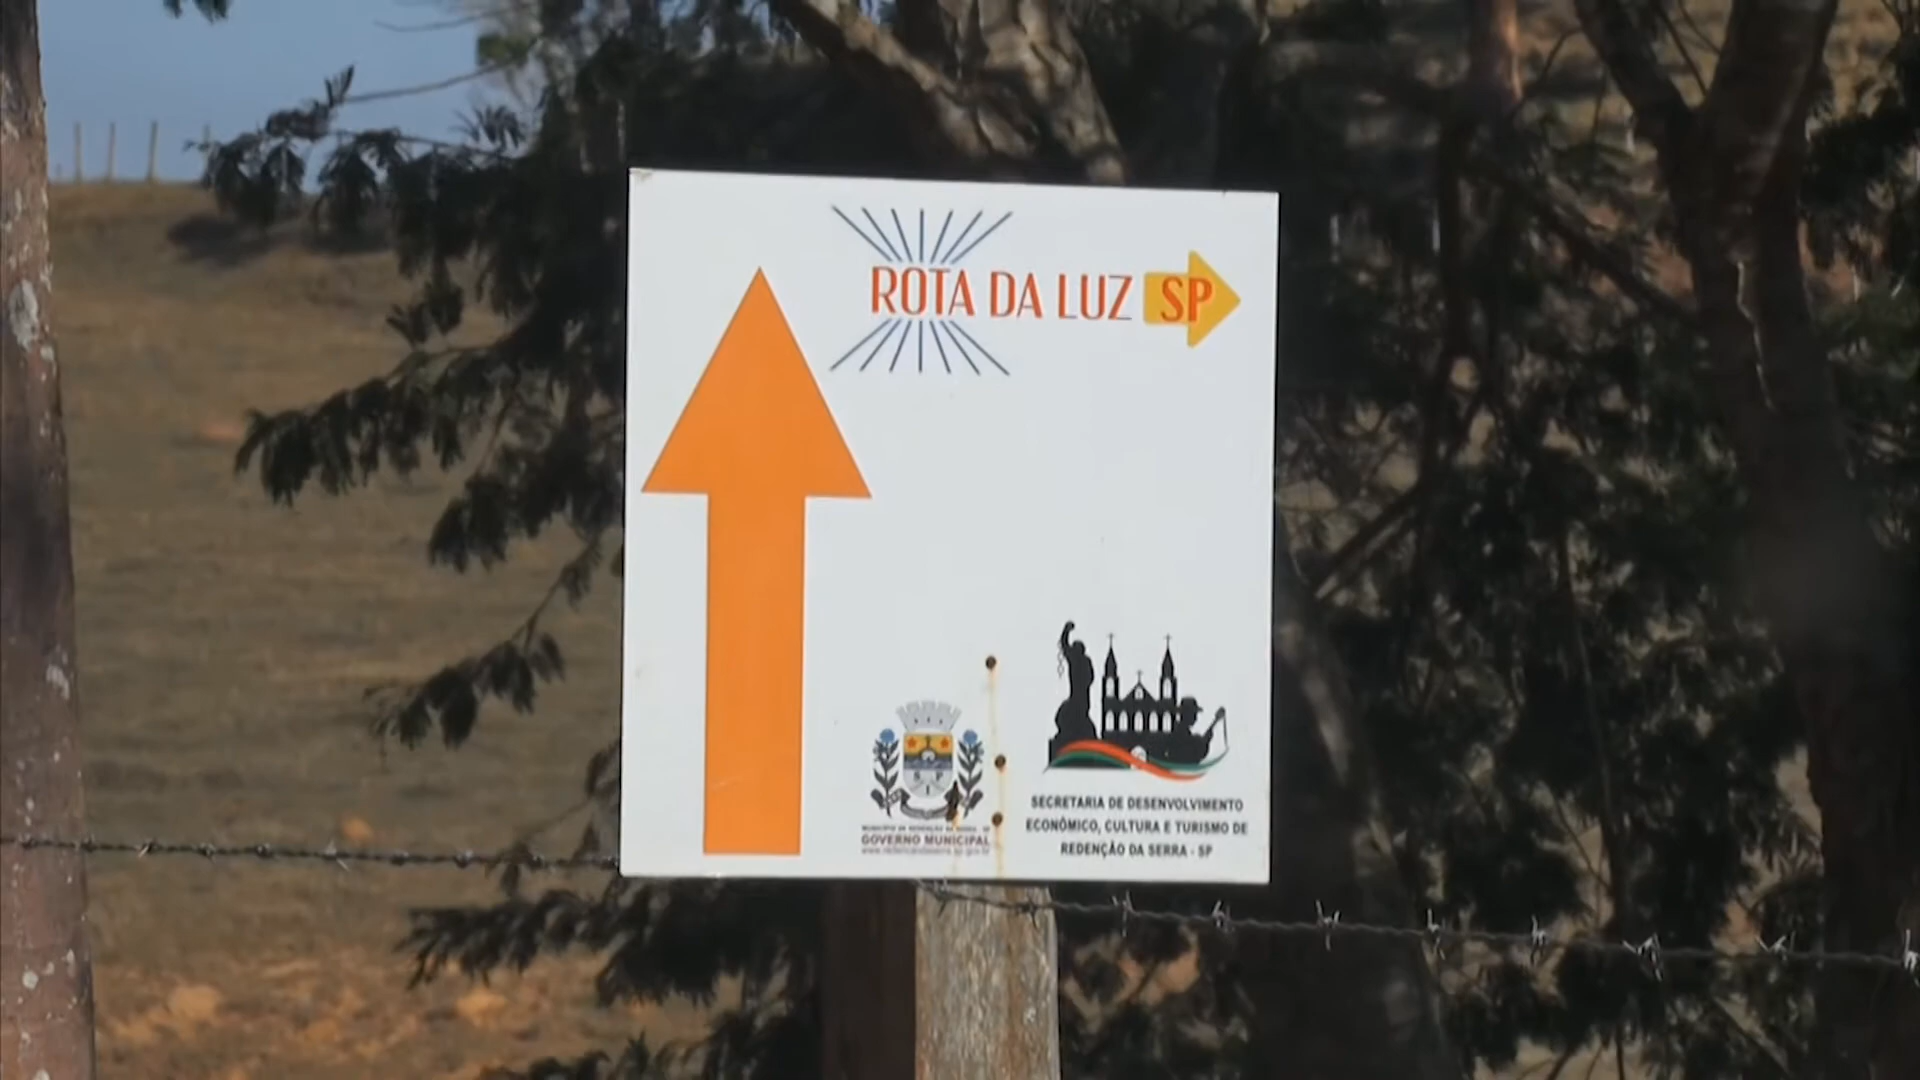 ROTA DA LUZ SP
GOVERNO MUNICIPAL
SECRETARIA DE DESENVOLVIMENTO
ECONÔMICO, CULTURA E TURISMO DE
REDENÇÃO DA SERRA - SP